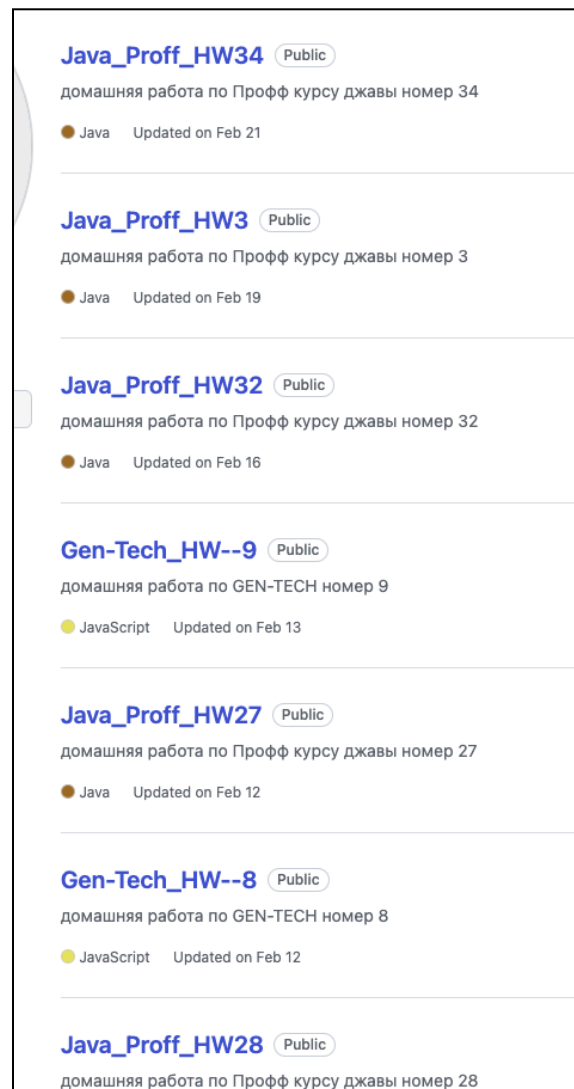 Java_Proff_HW34 Public
домашняя работа по Профф курсу джавы номер 34
Java Updated on Feb 21
Java_Proff_HW3 Public
домашняя работа по Профф курсу джавы номер 3
Java Updated on Feb 19
Java_Proff_HW32 Public
домашняя работа по Профф курсу джавы номер 32
Java Updated on Feb 16
Gen-Tech_HW--9 Public
домашняя работа по GEN-TECH номер 9
JavaScript Updated on Feb 13
Java_Proff_HW27 Public
домашняя работа по Профф курсу джавы номер 27
Java Updated on Feb 12
Gen-Tech_HW--8 Public
домашняя работа по GEN-TECH номер 8
JavaScript Updated on Feb 12
Java_Proff_HW28 Public
домашняя работа по Профф курсу джавы номер 28